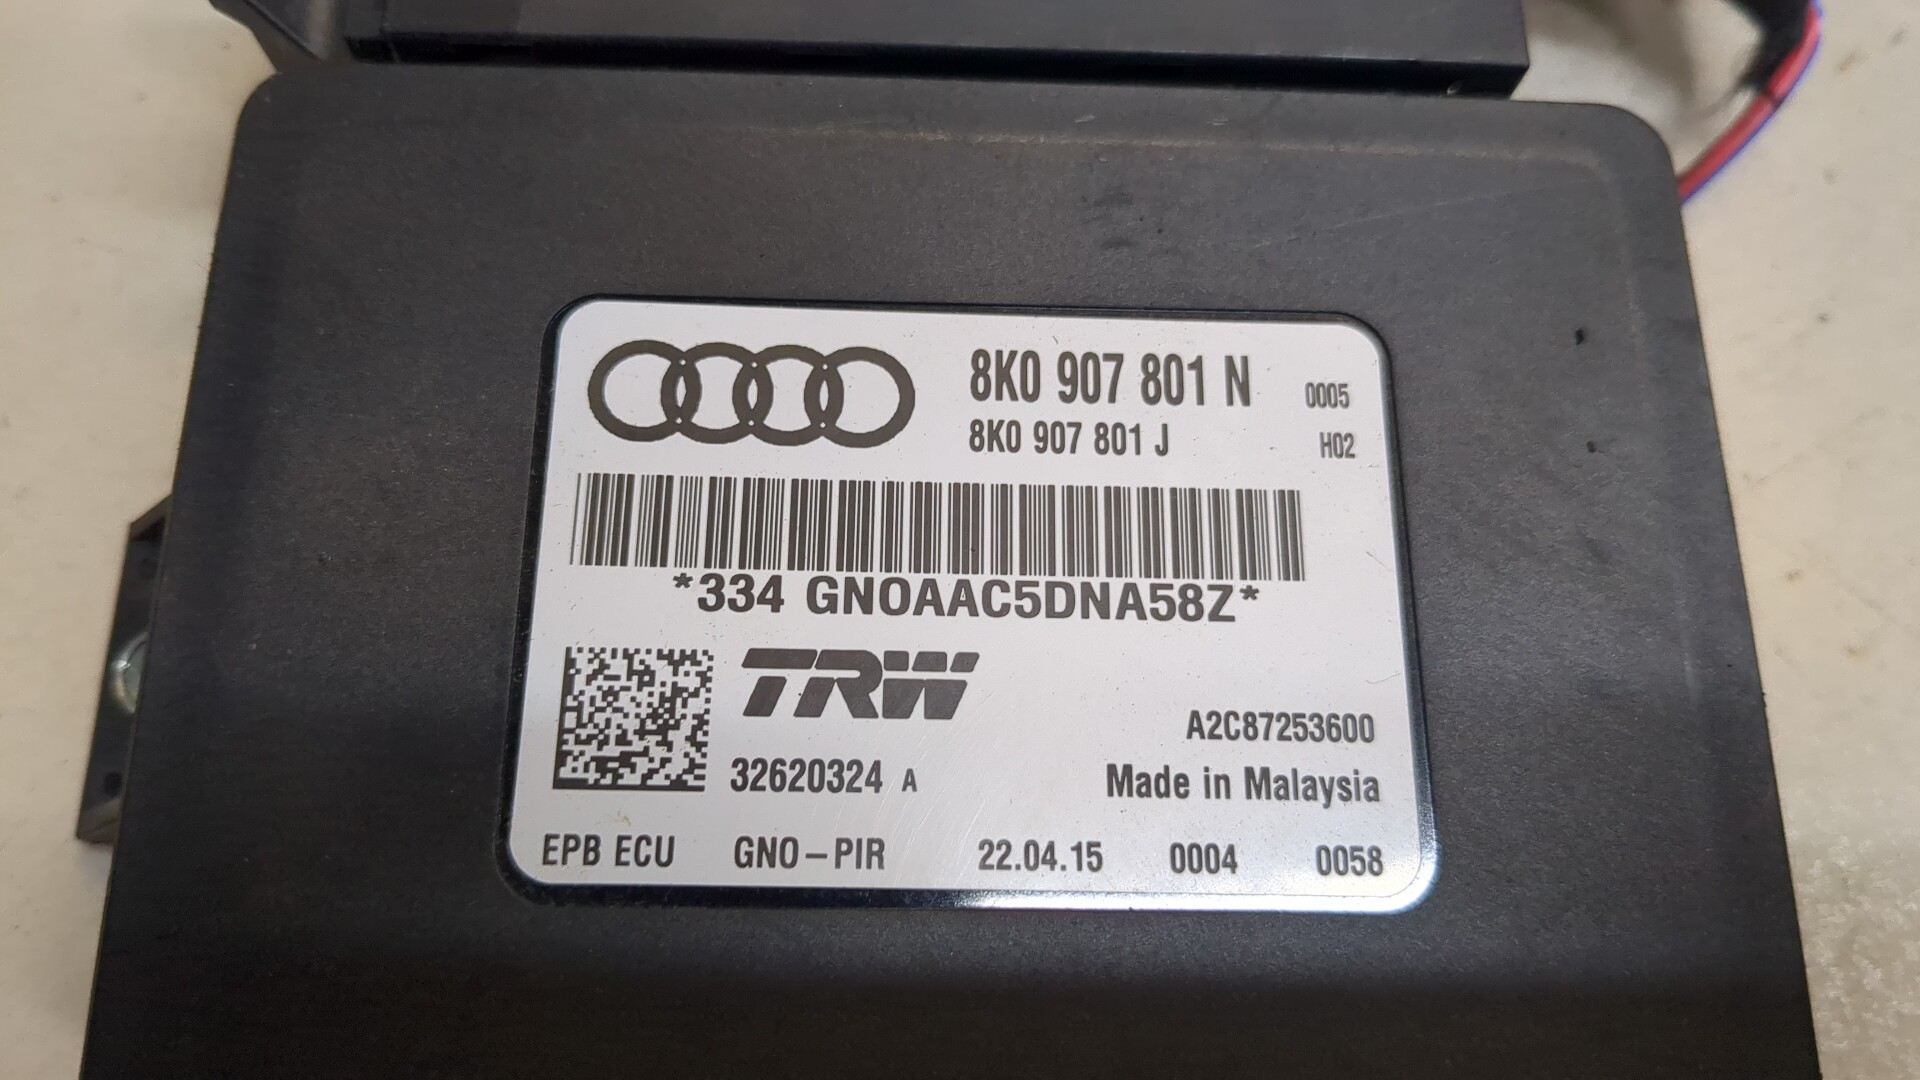 8K0 907 801 N 0005
8K0 907 801 J H02
*334 GNOAAC5DNA58Z*
TRW
A2C87253600
32620324 A Made in Malaysia
EPB ECU GNO-PIR 22.04.15 0004 0058